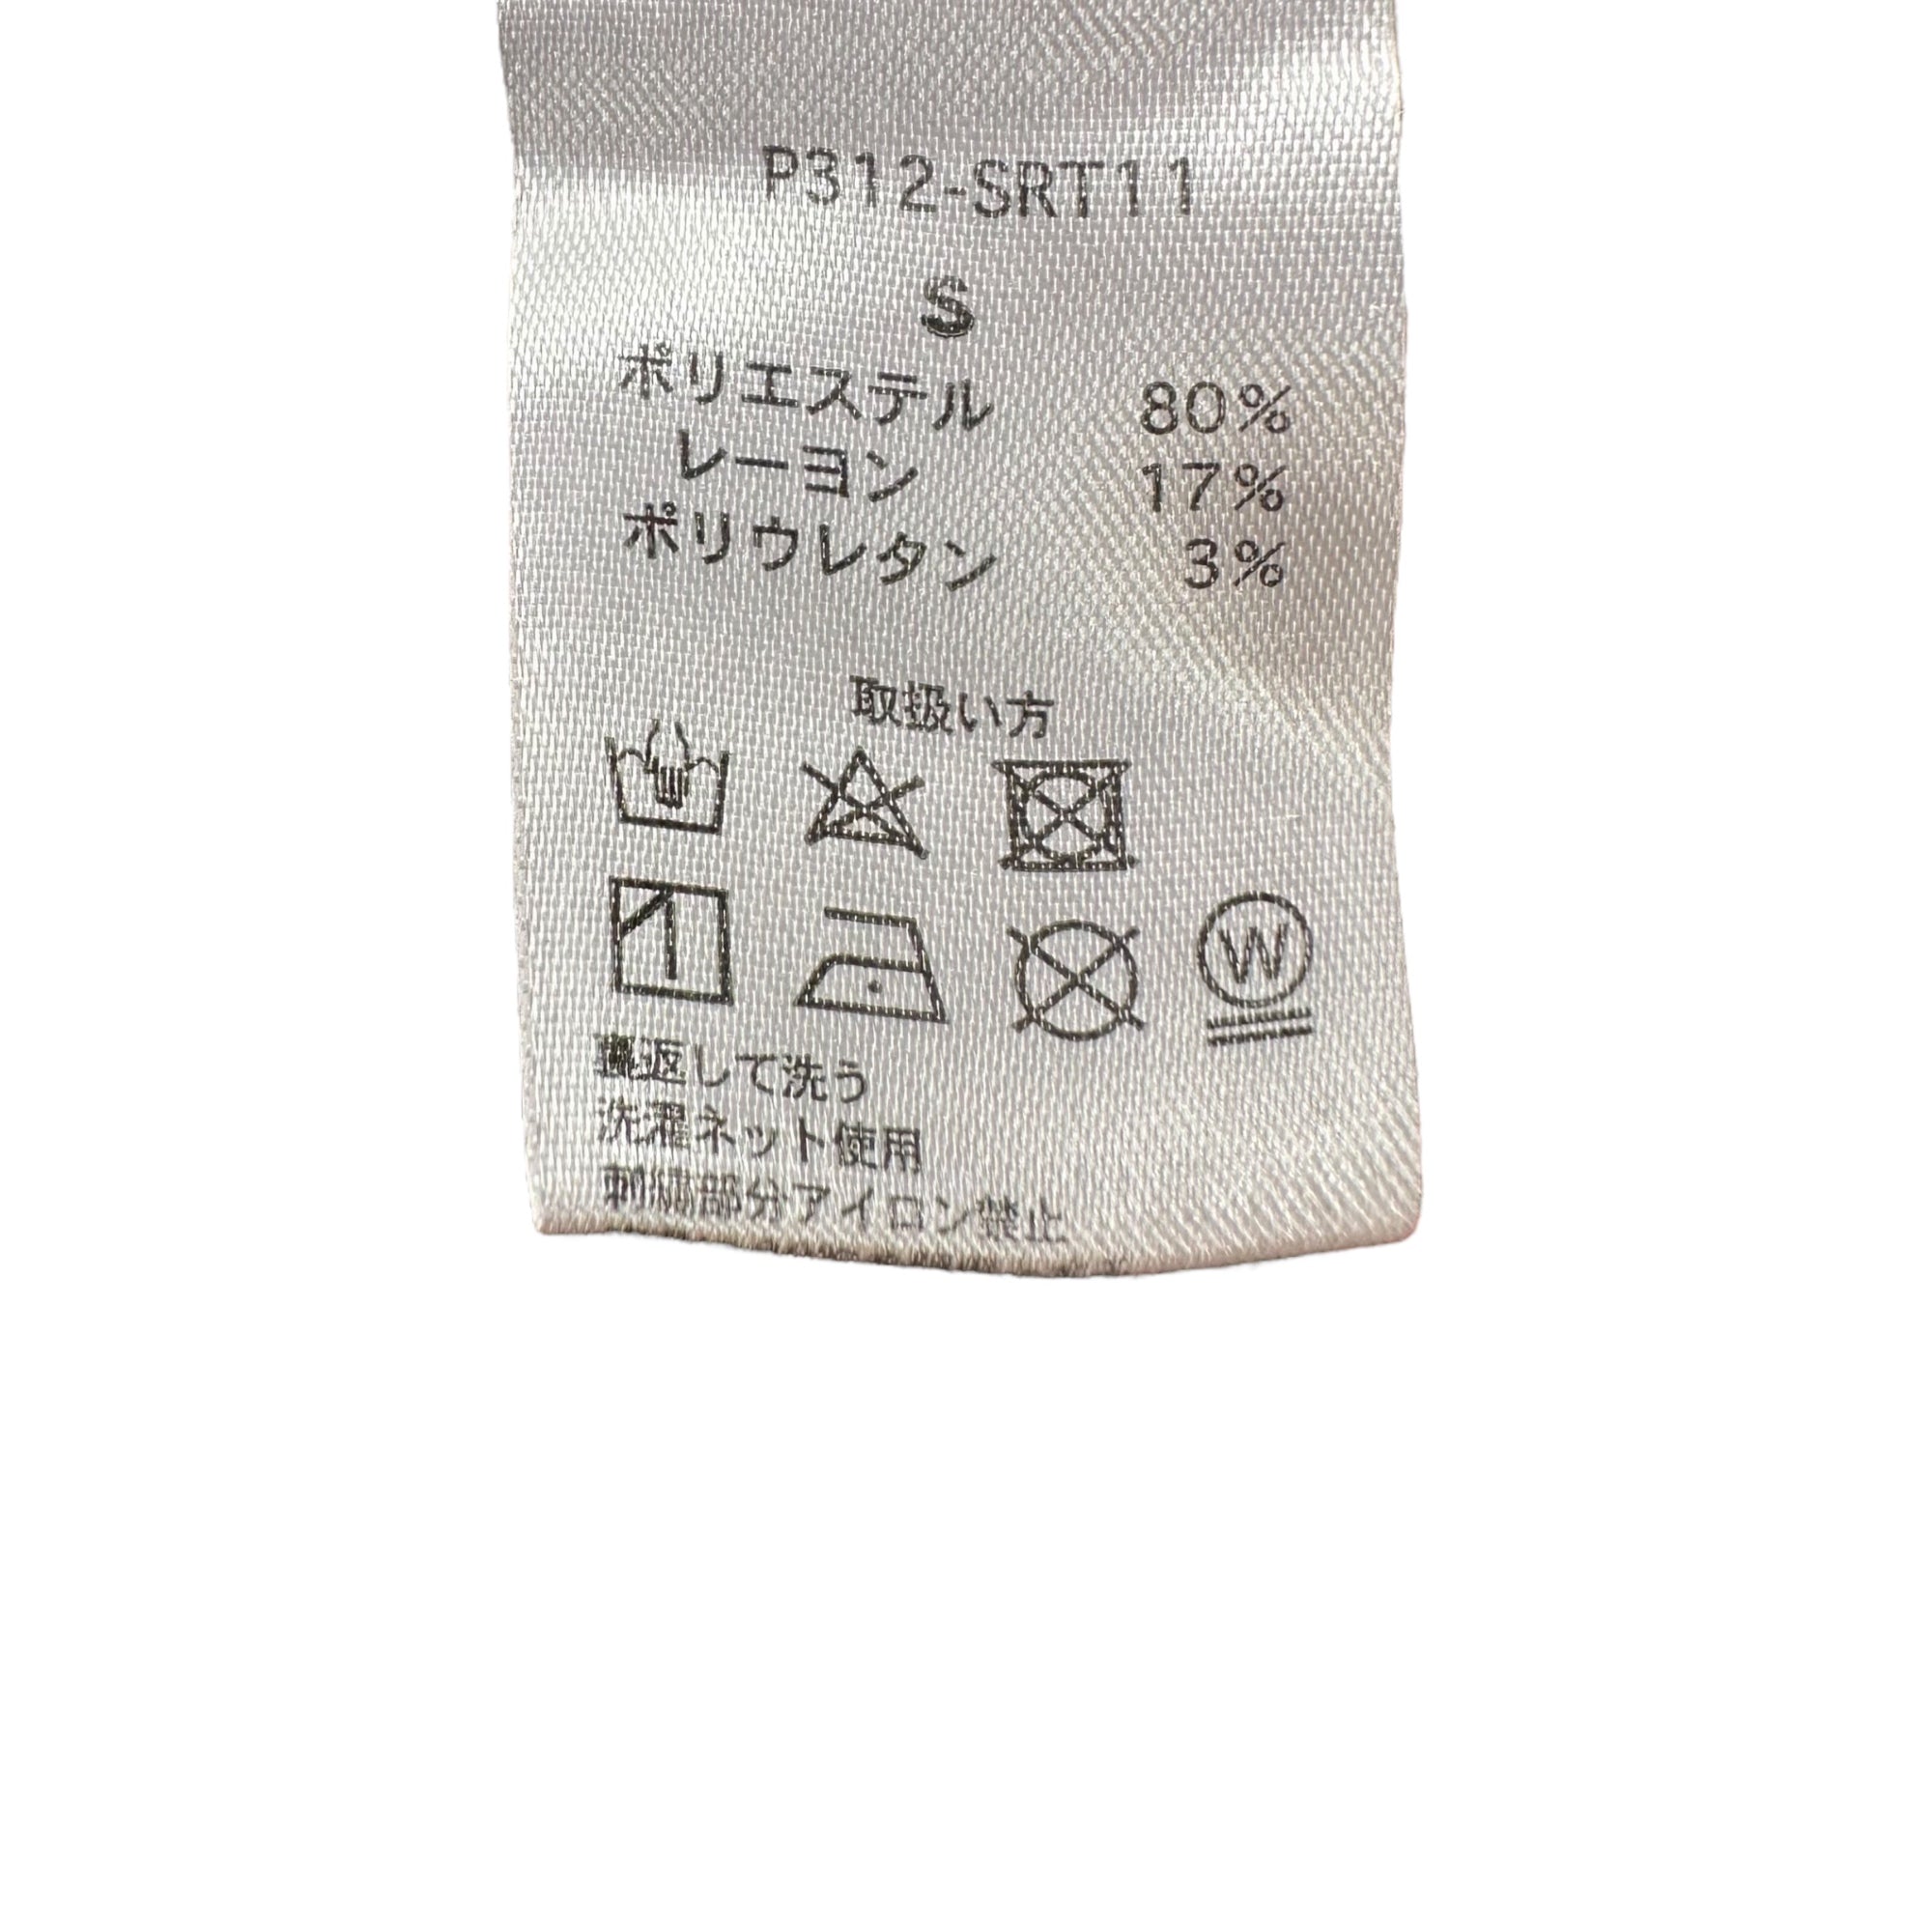 P312-SRT11
S
ポリエステル 80%
レーヨン 17%
ポリウレタン 3%
取扱い方
W
裏返して洗う
洗濯ネット使用
刺繍部分アイロン禁止